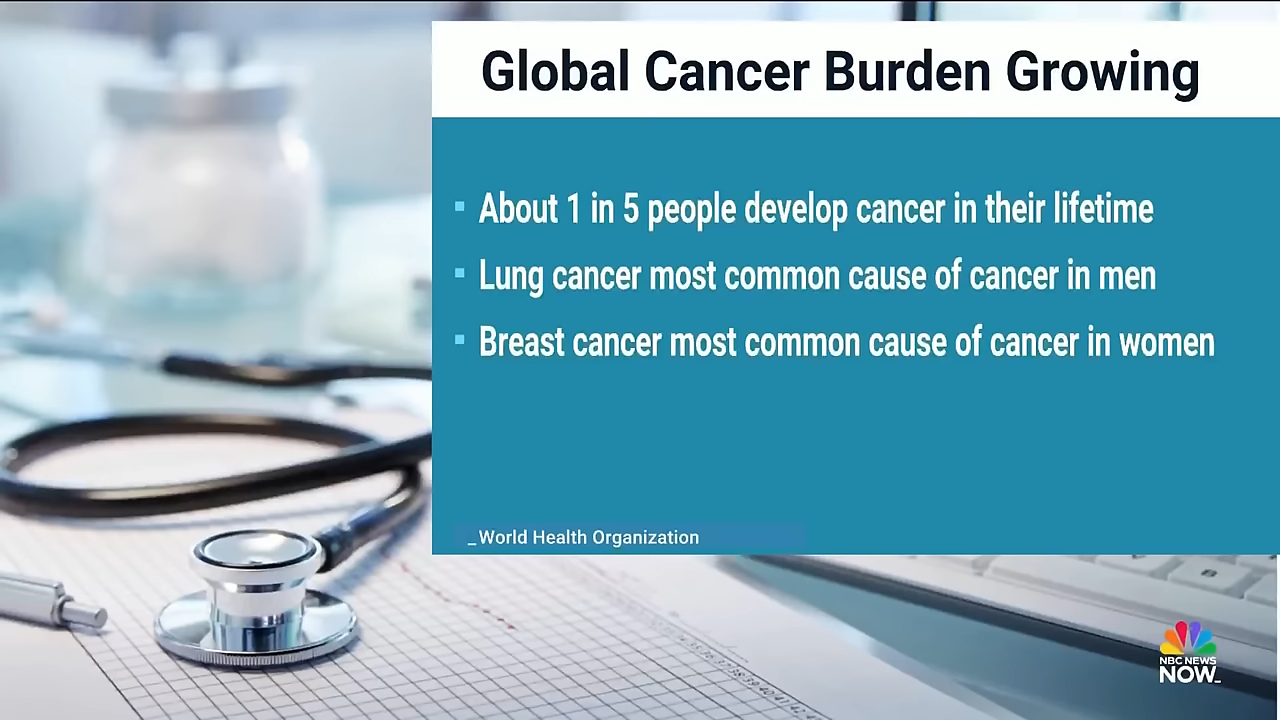 Global Cancer Burden Growing
▪ About 1 in 5 people develop cancer in their lifetime
▪ Lung cancer most common cause of cancer in men
▪ Breast cancer most common cause of cancer in women
_World Health Organization
NBC NEWS
NOW_